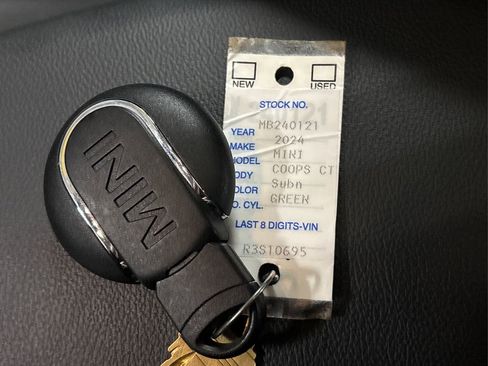 NEW USED
STOCK NO.
MB240121
YEAR 2024
MAKE MINI
MODEL COOPS CT
BODY Subn
COLOR GREEN
O. CYL.
LAST 8 DIGITS-VIN
R3S10695
MINI